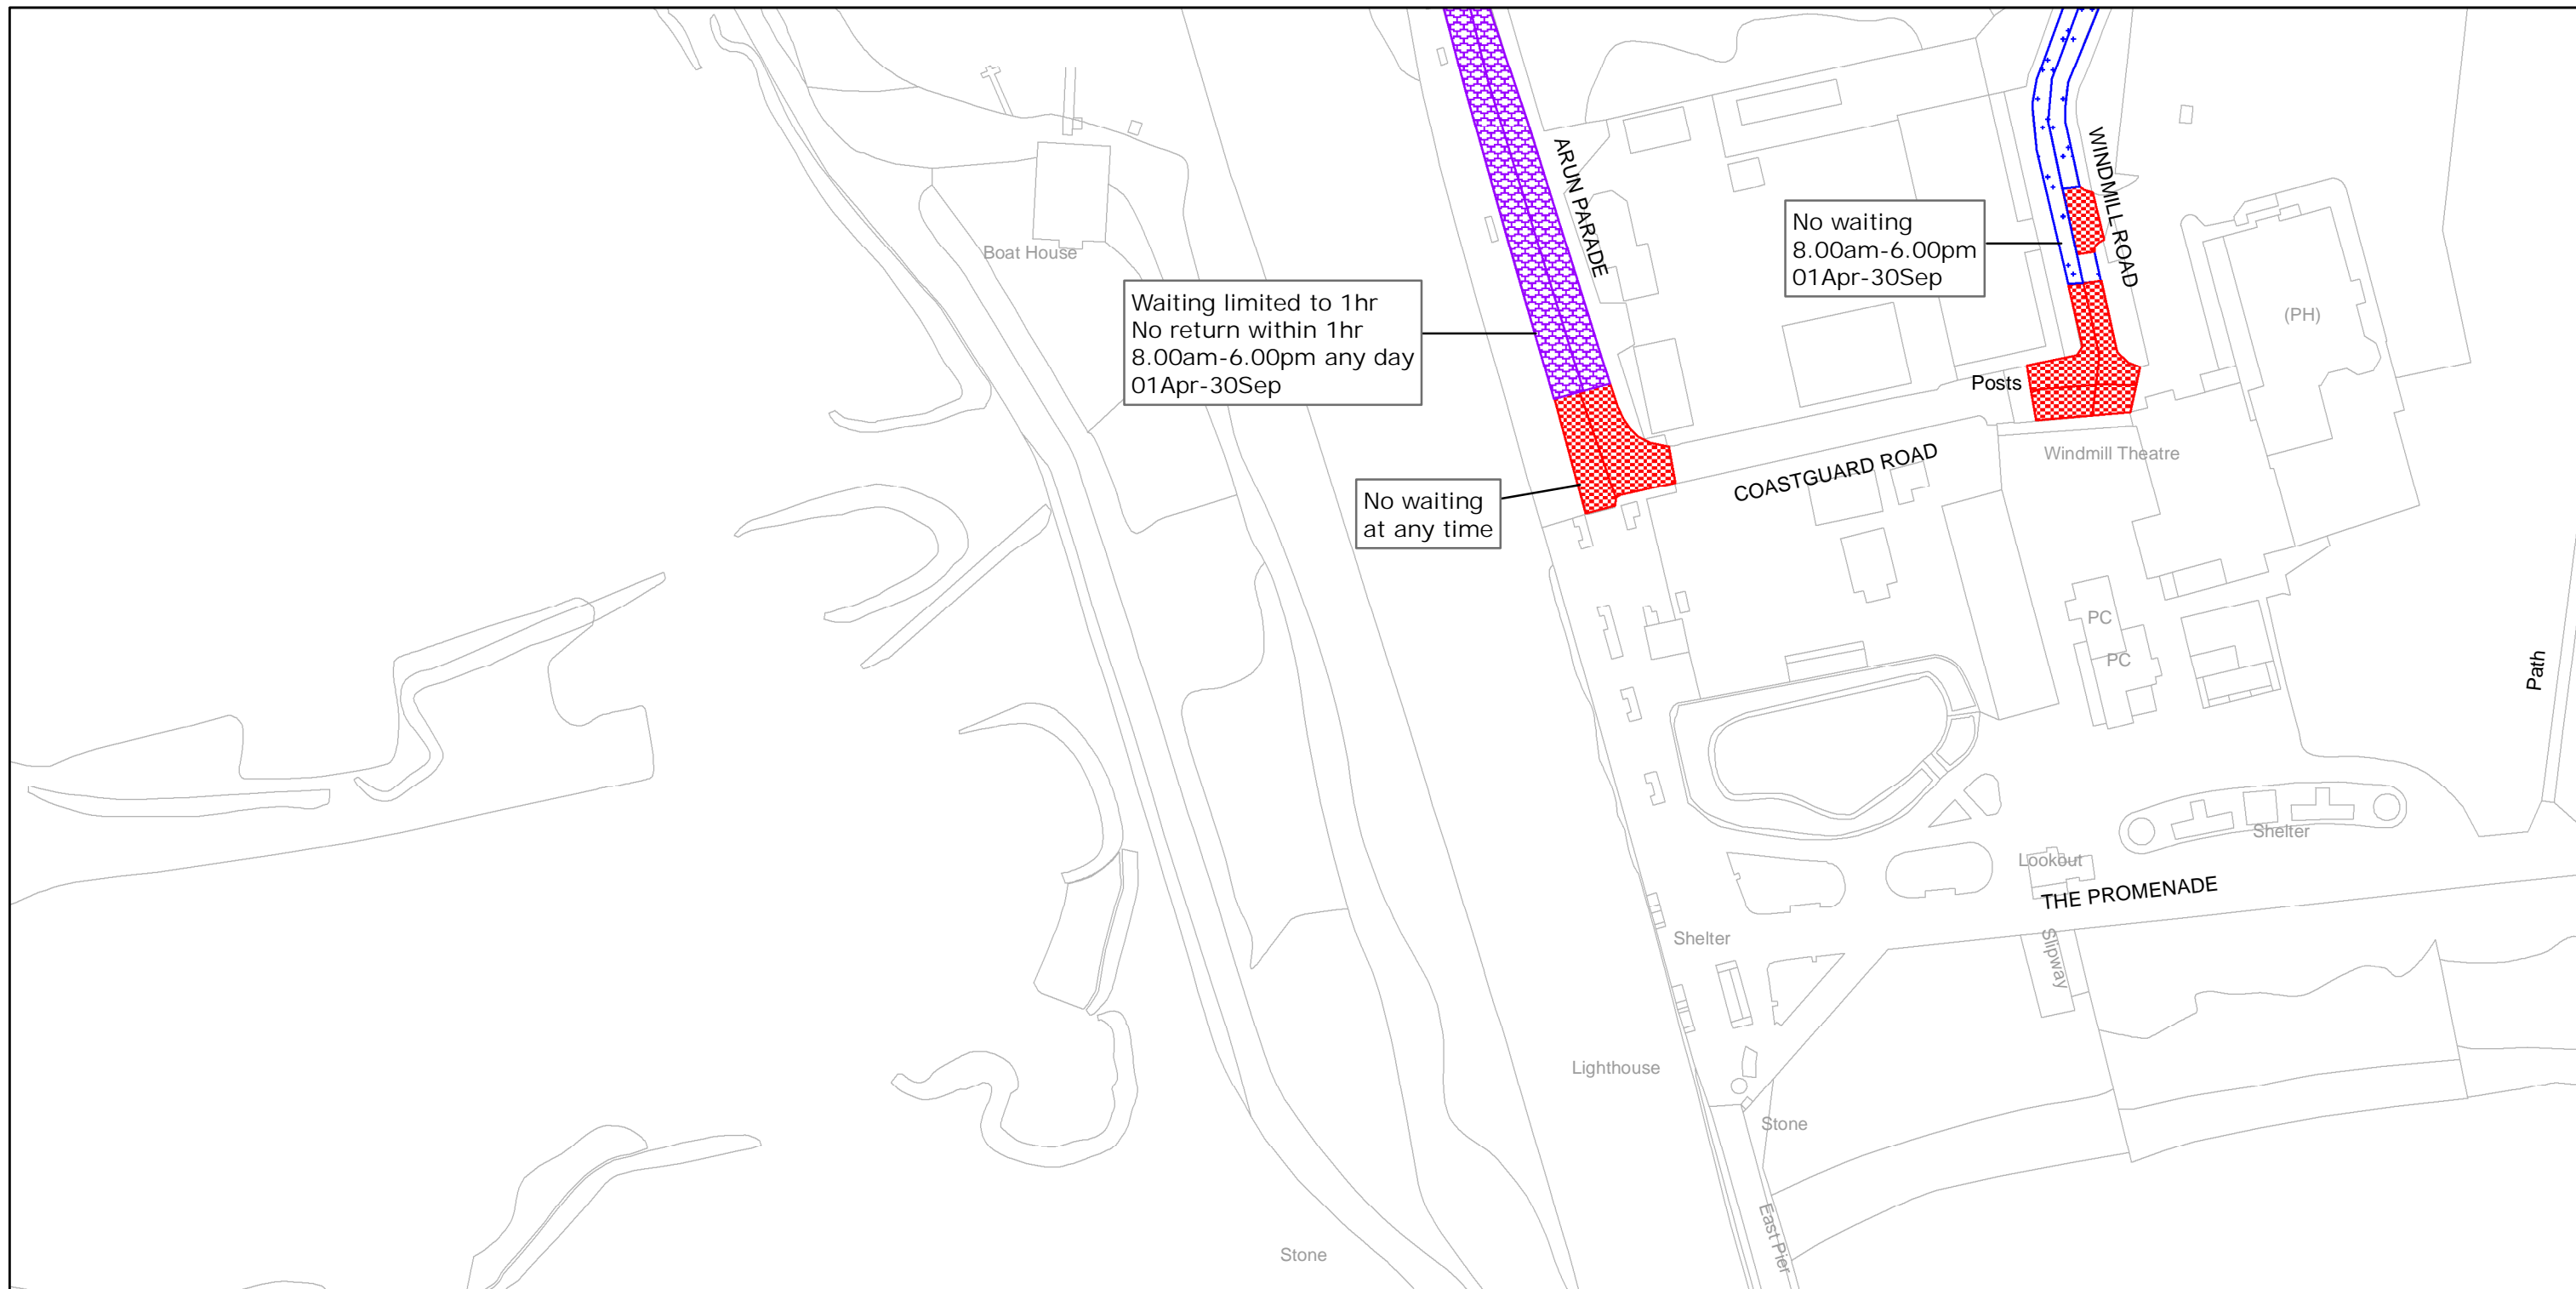 ARUN PARADE
WINDMILL ROAD
No waiting
8.00am-6.00pm
01Apr-30Sep
Boat House
Waiting limited to 1hr
No return within 1hr
8.00am-6.00pm any day
01Apr-30Sep
(PH)
Posts
Windmill Theatre
COASTGUARD ROAD
No waiting
at any time
PC
PC
Path
Shelter
Lookout
THE PROMENADE
Shelter
Slipway
Lighthouse
Stone
East Pier
Stone